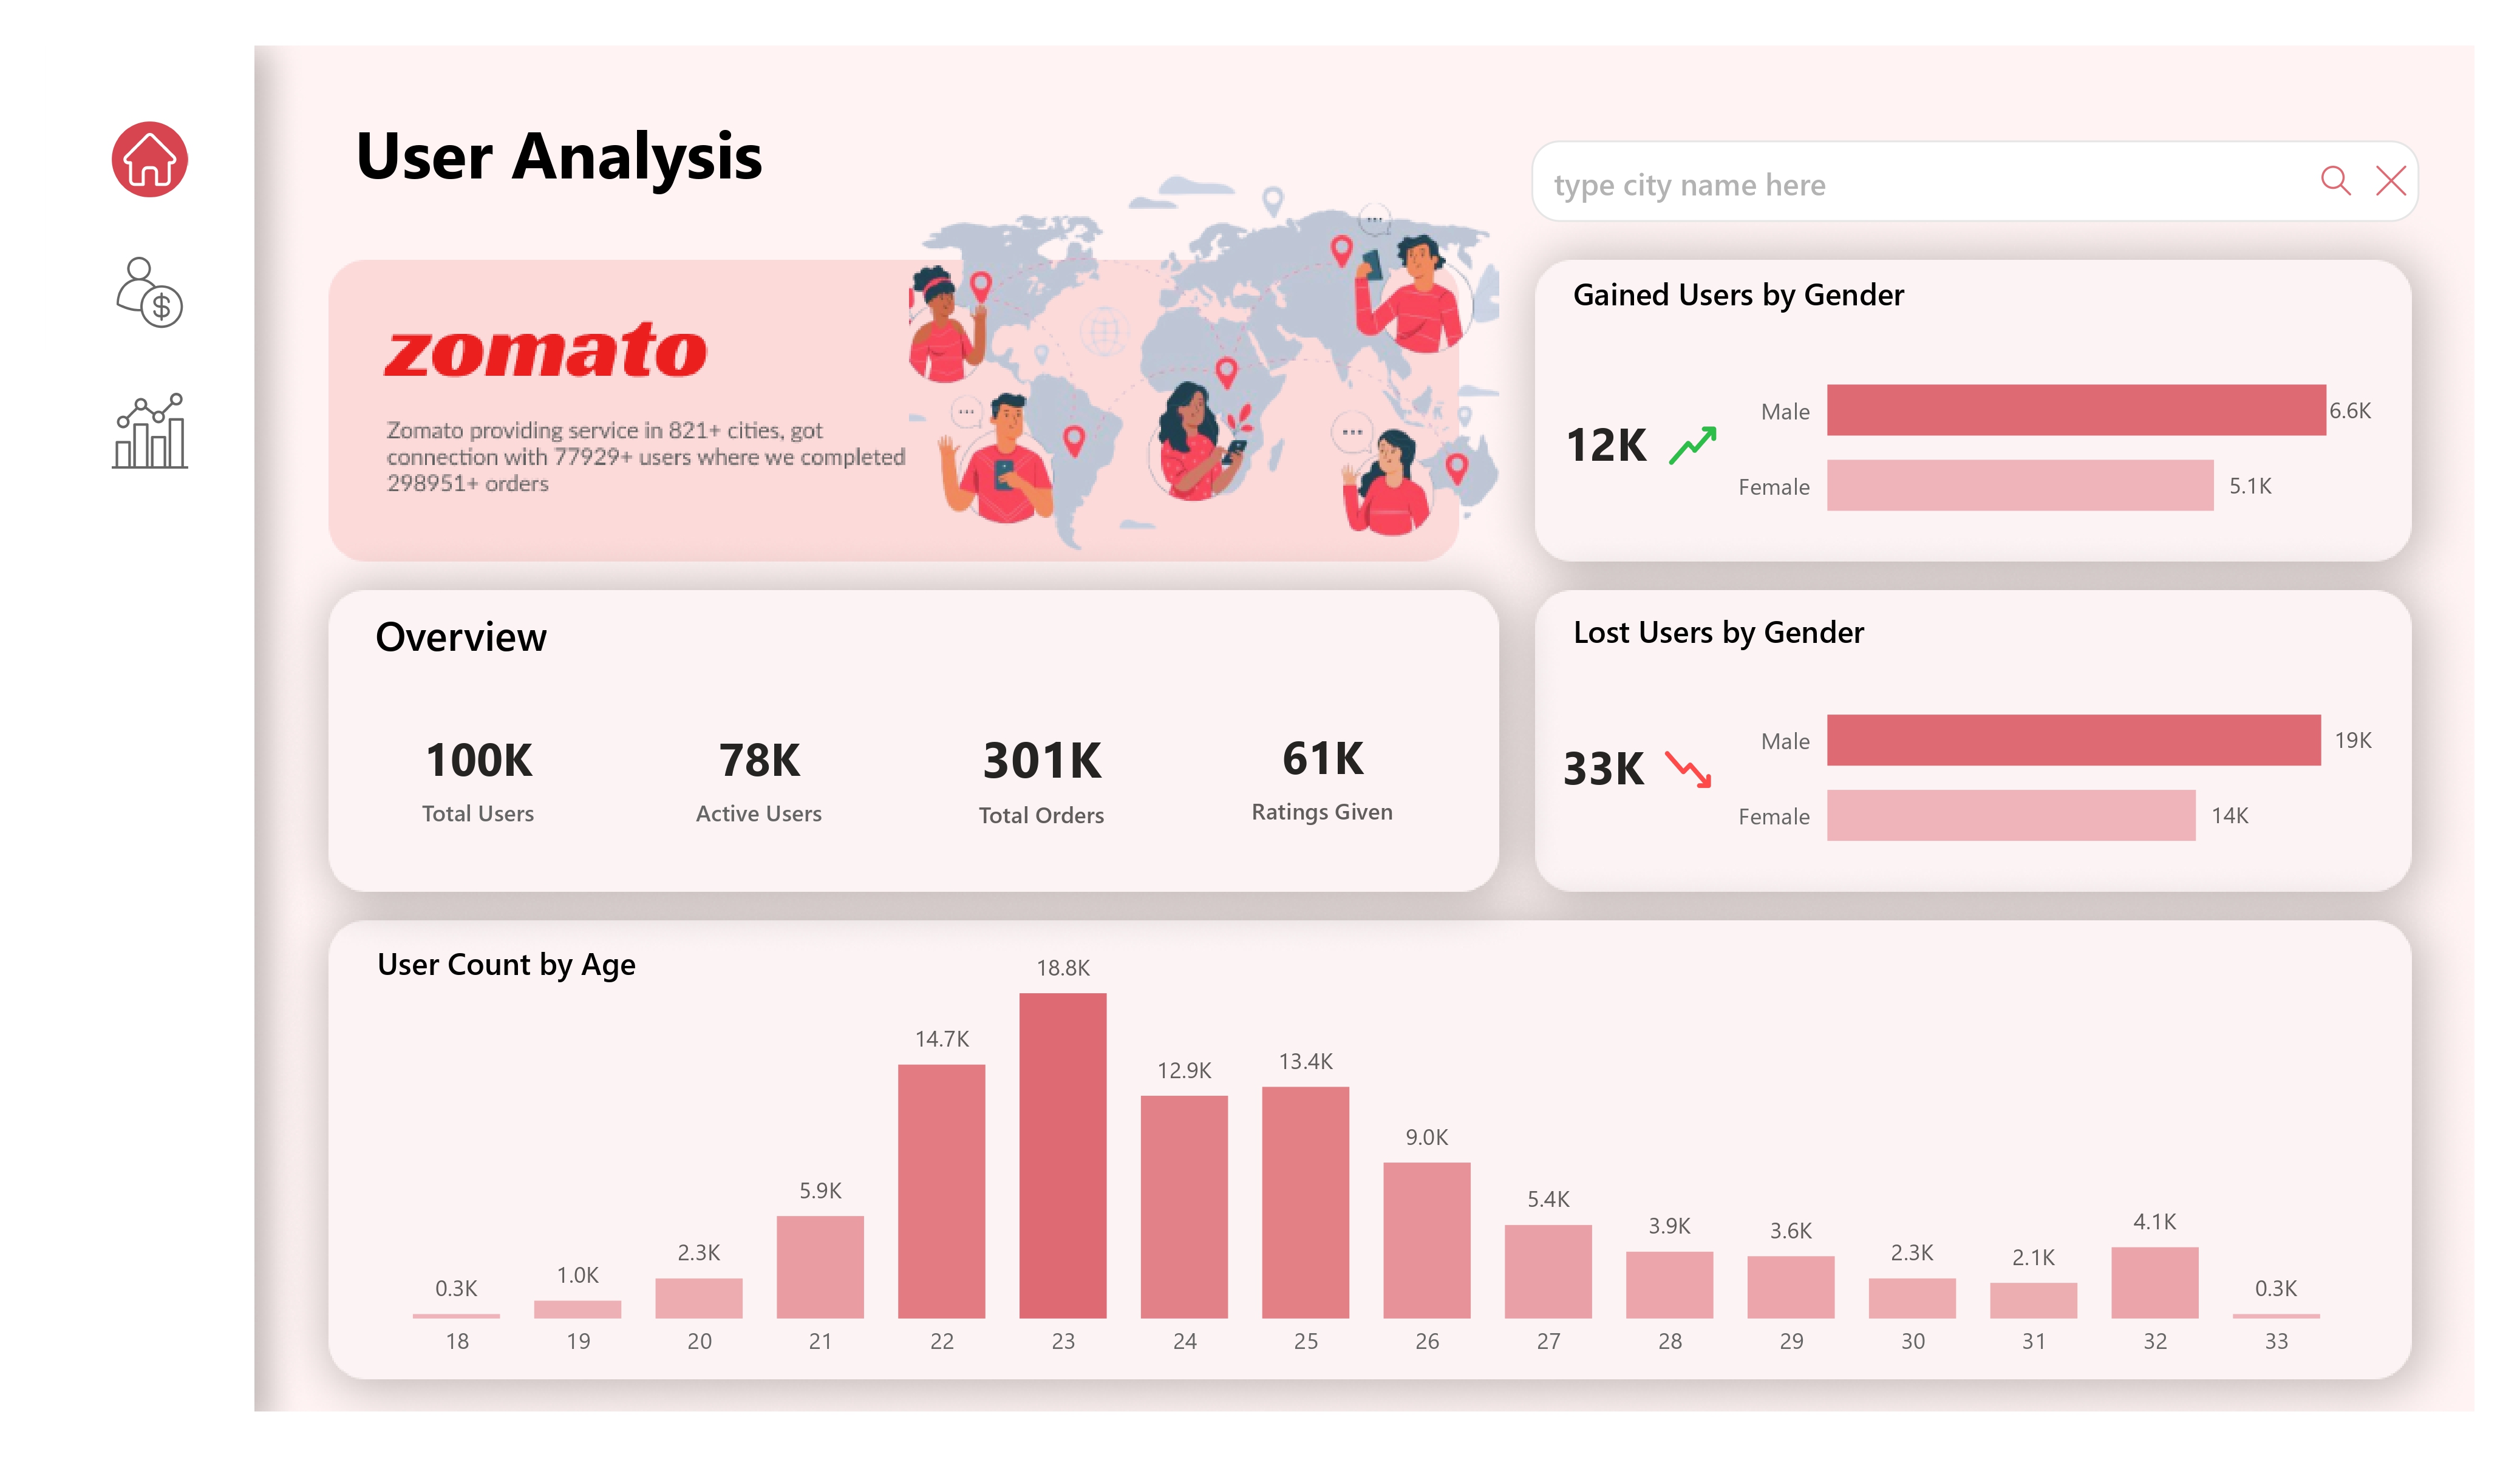 User Analysis
type city name here
zomato
Zomato providing service in 821+ cities, got
connection with 77929+ users where we completed
298951+ orders
Gained Users by Gender
12K
Male
6.6K
Female
5.1K
Overview
100K
Total Users
78K
Active Users
301K
Total Orders
61K
Ratings Given
Lost Users by Gender
33K
Male
19K
Female
14K
User Count by Age
0.3K
1.0K
2.3K
5.9K
14.7K
18.8K
12.9K
13.4K
9.0K
5.4K
3.9K
3.6K
2.3K
2.1K
4.1K
0.3K
18
19
20
21
22
23
24
25
26
27
28
29
30
31
32
33